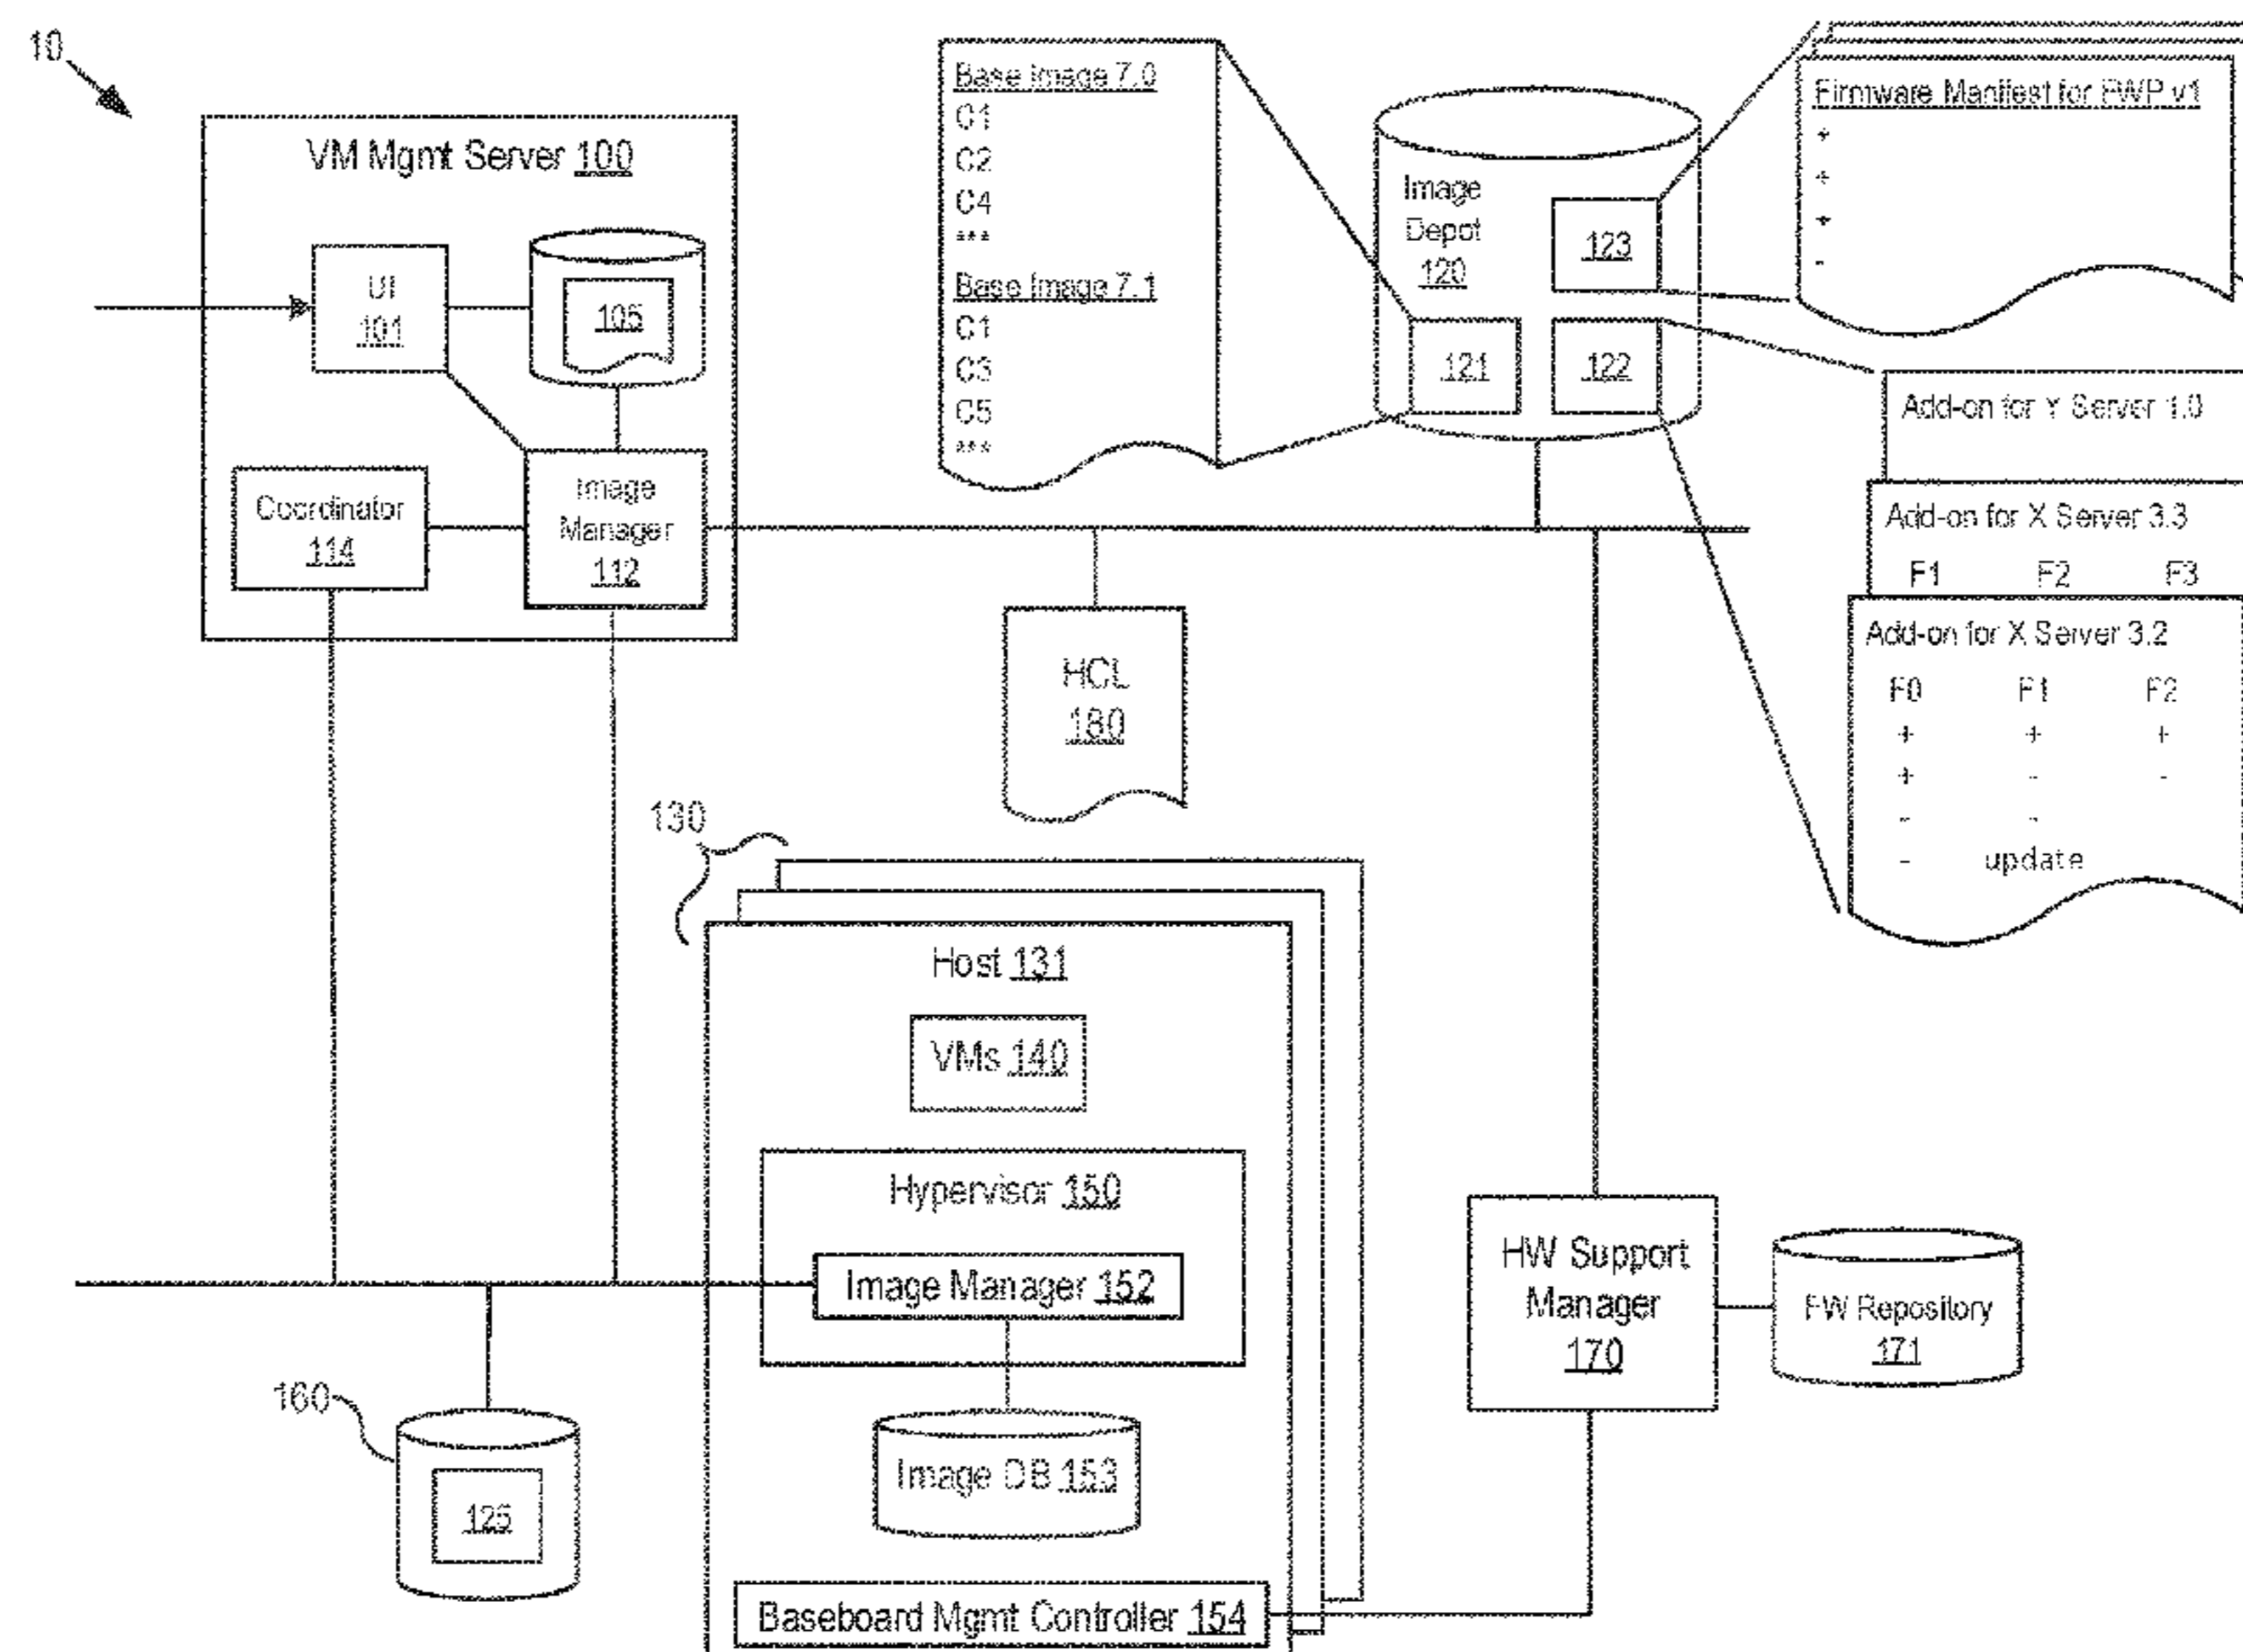 10
VM Mgmt Server 100
UI
101
105
Coordinator
114
Image
Manager
112
Base Image 7.0
C1
C2
C4
***
Base Image 7.1
C1
C3
C5
***
Image
Depot
120
123
121
122
Firmware Manifest for FWP v1
+
+
+
-
Add-on for Y Server 1.0
Add-on for X Server 3.3
F1 F2 F3
Add-on for X Server 3.2
F0 F1 F2
+ + +
+ - -
- -
- update
HCL
180
130
Host 131
VMs 140
Hypervisor 150
Image Manager 152
Image DB 153
Baseboard Mgmt Controller 154
HW Support
Manager
170
FW Repository
171
160
125